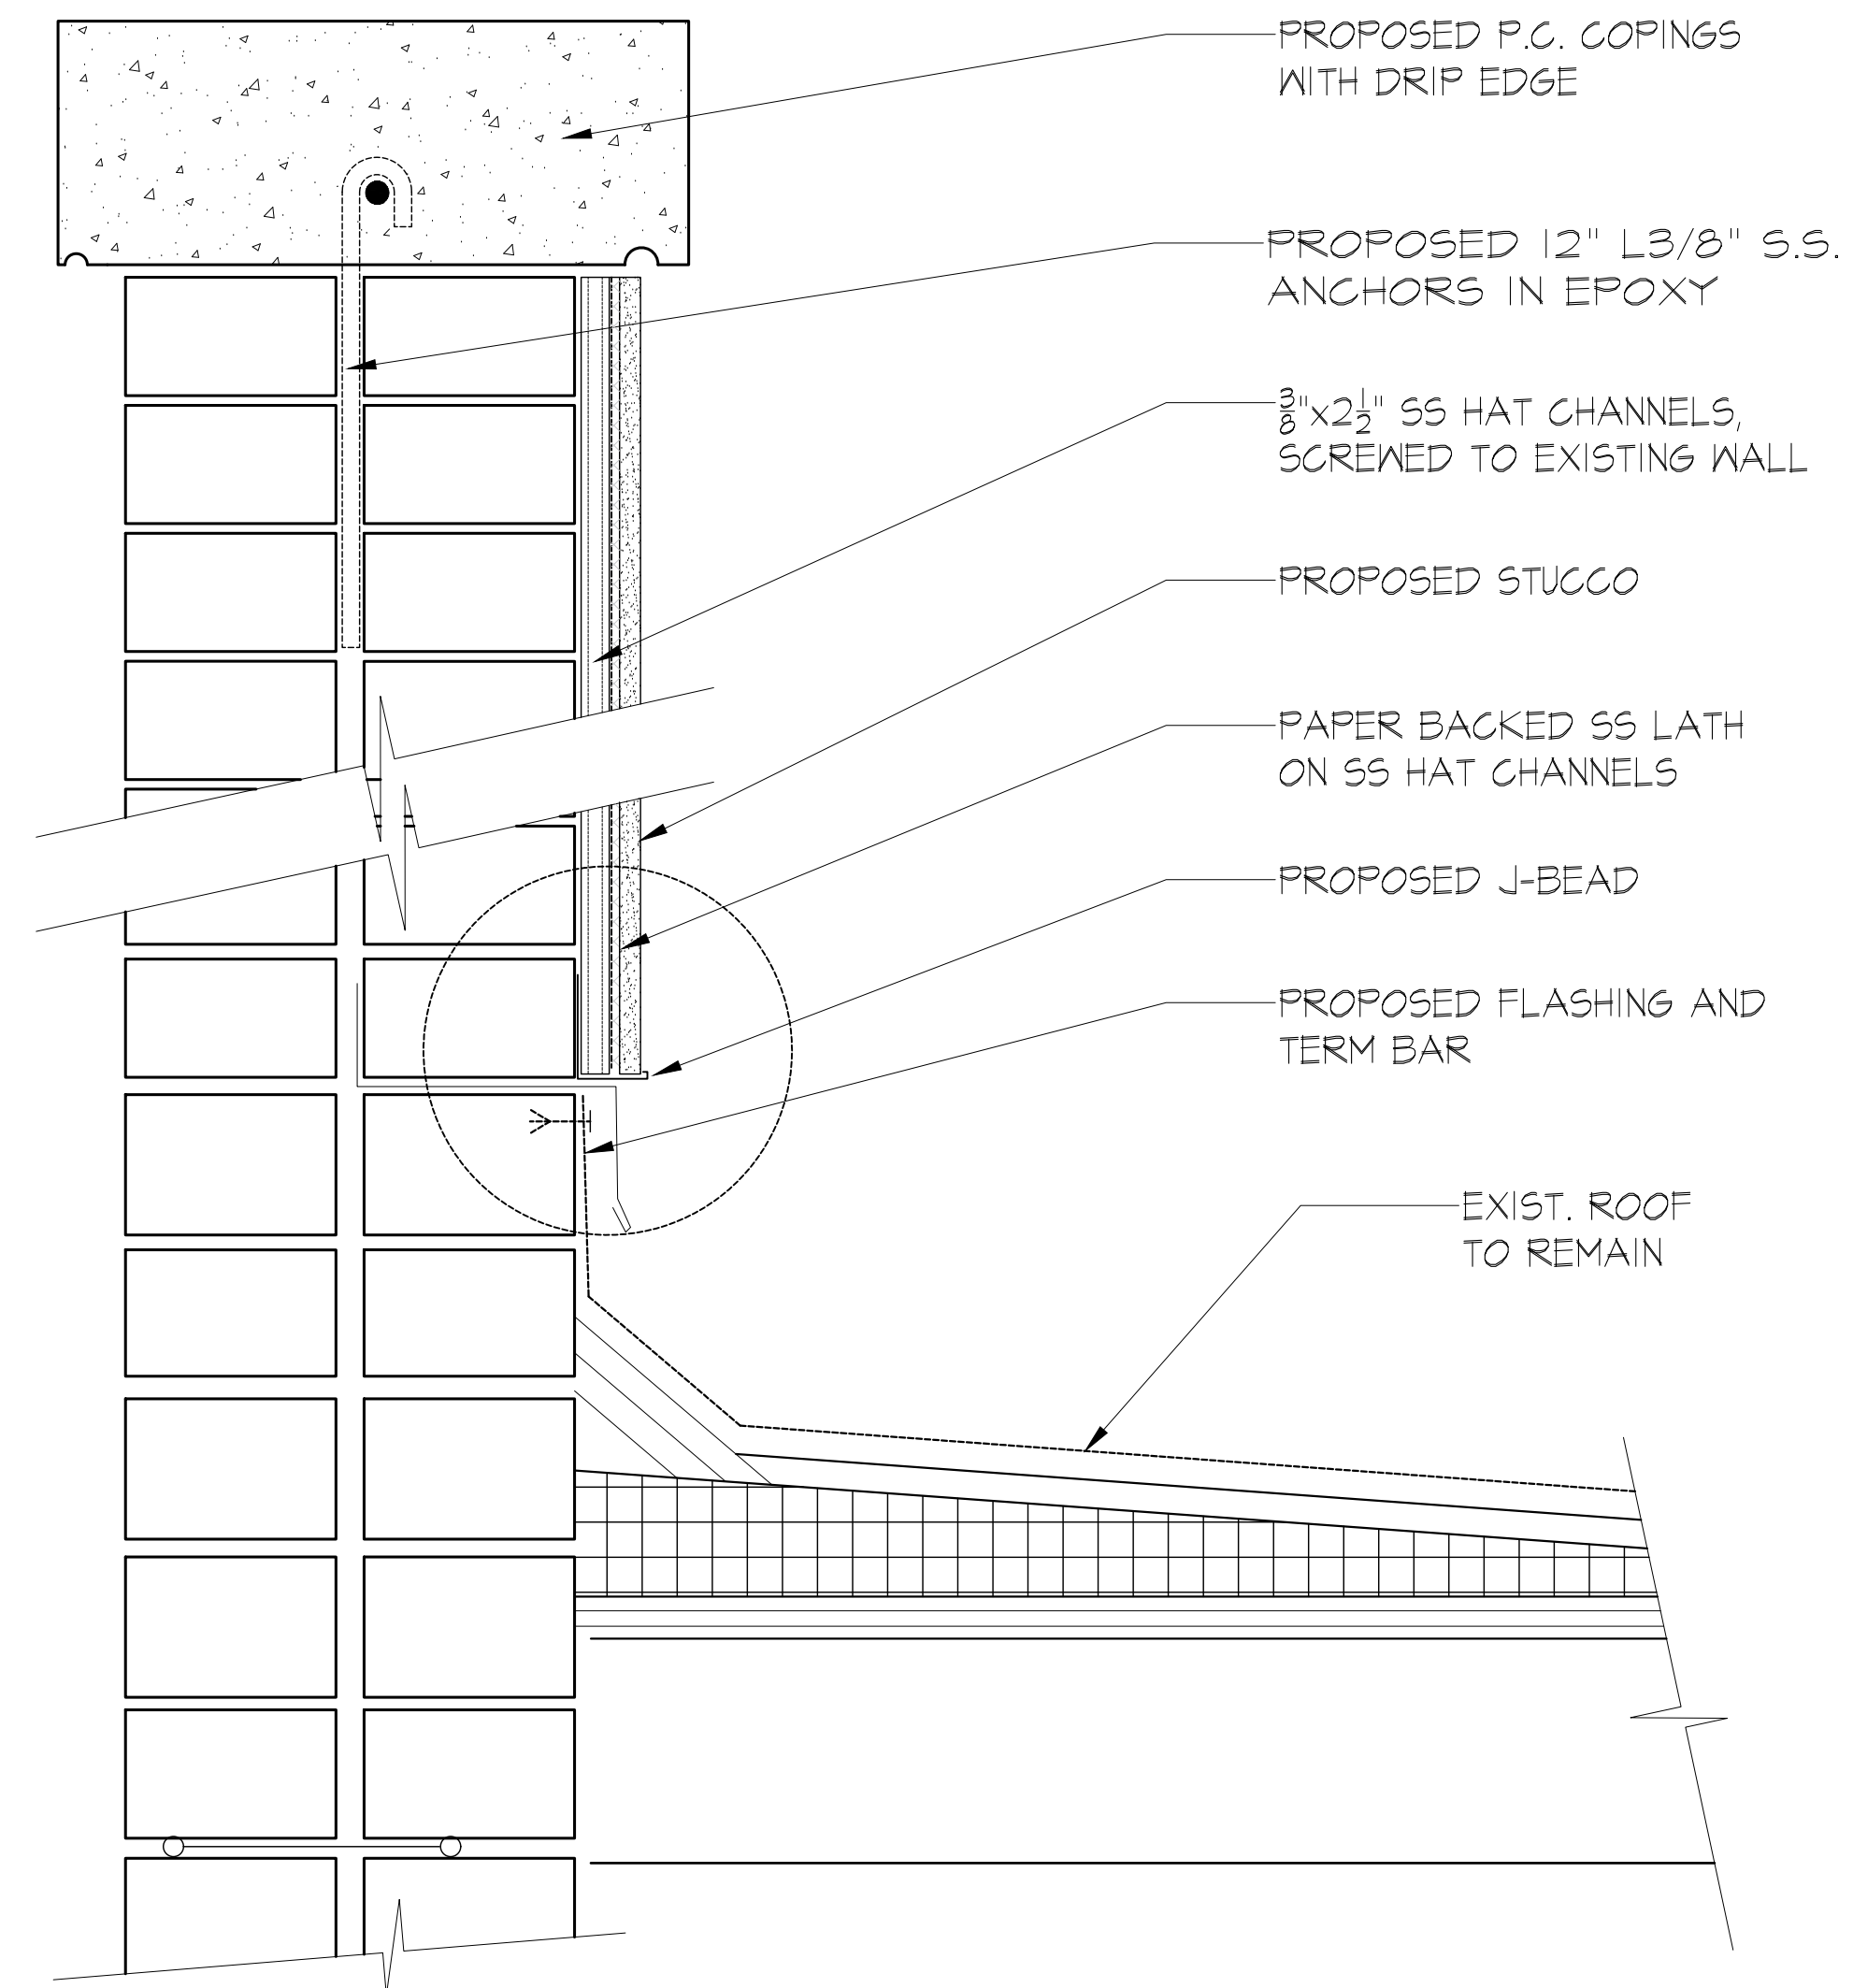 PROPOSED P.C. COPINGS
WITH DRIP EDGE
PROPOSED 12" L3/8" S.S.
ANCHORS IN EPOXY
3/8"X2 1/2" SS HAT CHANNELS,
SCREWED TO EXISTING WALL
PROPOSED STUCCO
PAPER BACKED SS LATH
ON SS HAT CHANNELS
PROPOSED J-BEAD
PROPOSED FLASHING AND
TERM BAR
EXIST. ROOF
TO REMAIN